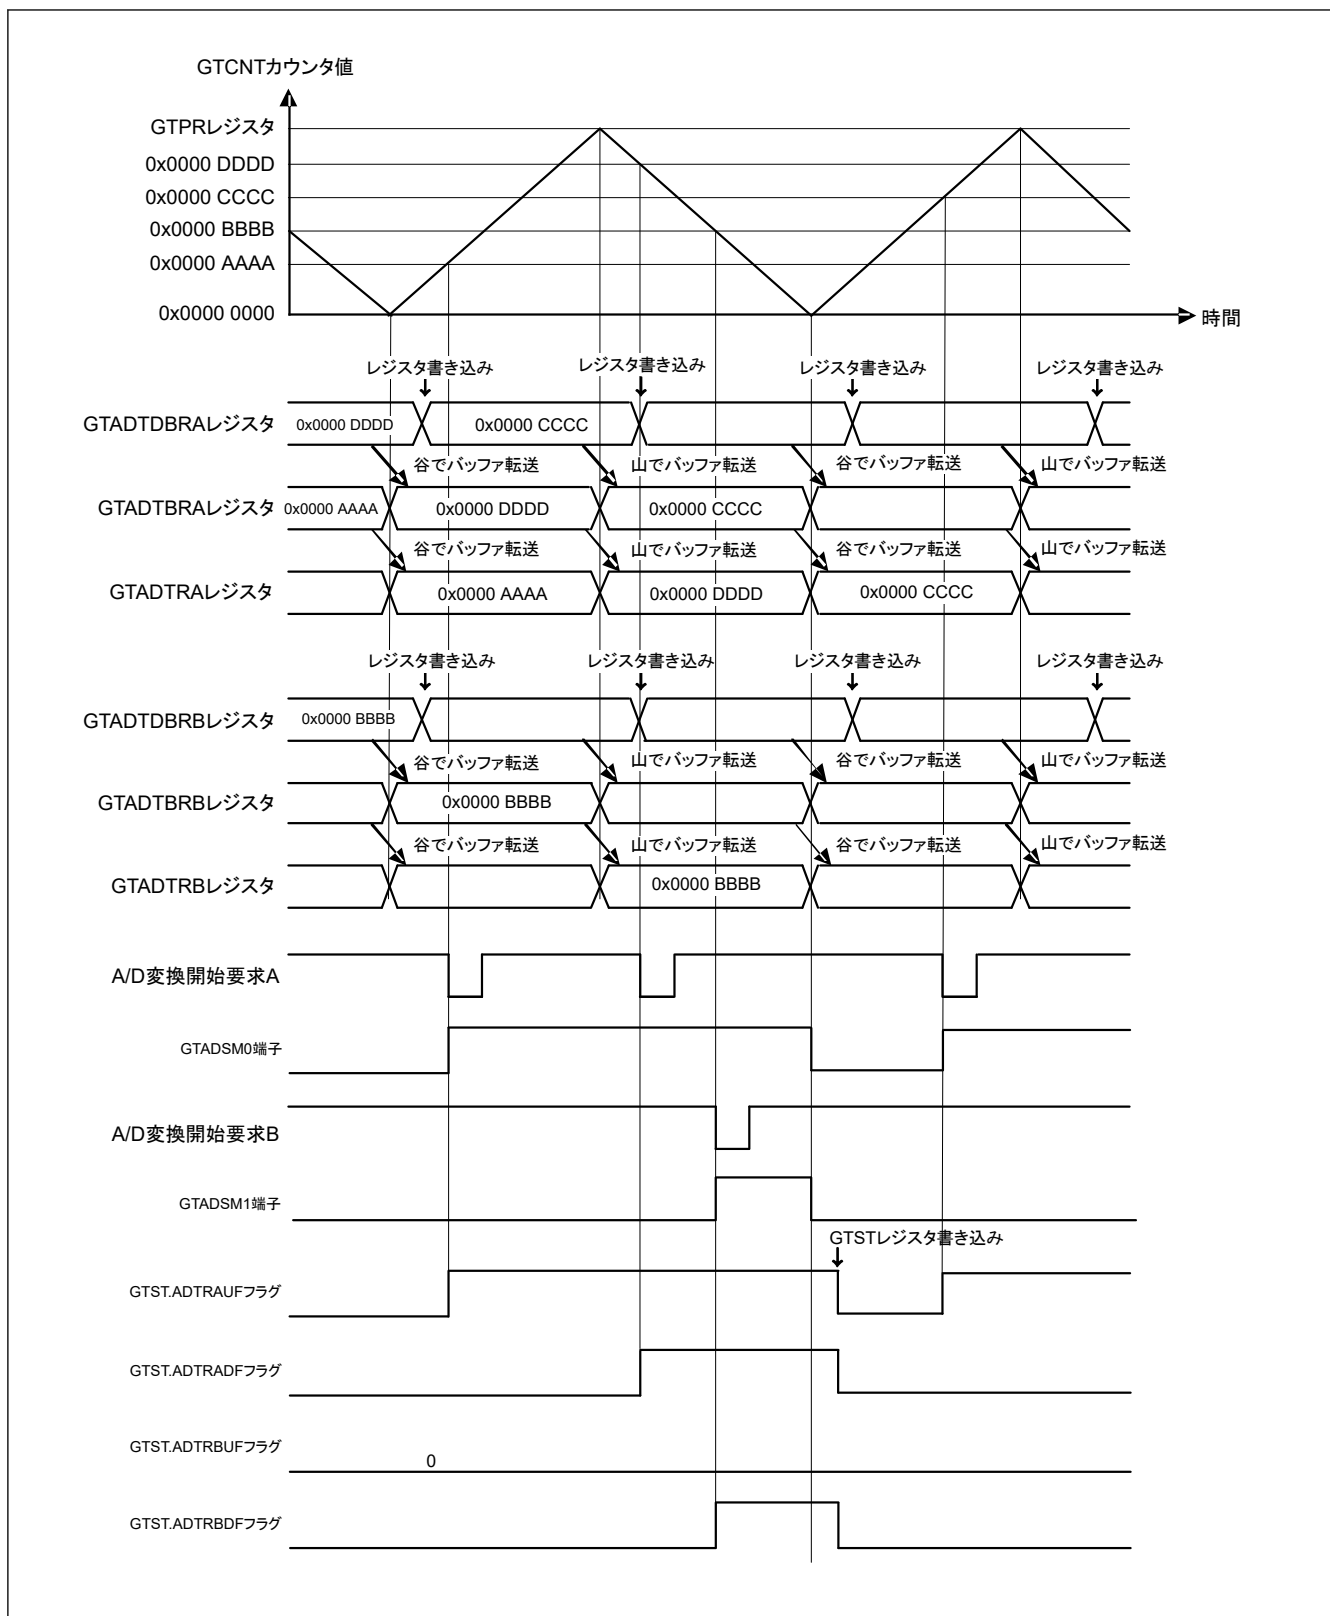 GTCNTカウンタ値
GTPRレジスタ
0x0000 DDDD
0x0000 CCCC
0x0000 BBBB
0x0000 AAAA
0x0000 0000
時間
レジスタ書き込み レジスタ書き込み レジスタ書き込み レジスタ書き込み
GTADTDBRAレジスタ 0x0000 DDDD 0x0000 CCCC
谷でバッファ転送 山でバッファ転送 谷でバッファ転送 山でバッファ転送
GTADTBRAレジスタ 0x0000 AAAA 0x0000 DDDD 0x0000 CCCC
谷でバッファ転送 山でバッファ転送 谷でバッファ転送 山でバッファ転送
GTADTRAレジスタ 0x0000 AAAA 0x0000 DDDD 0x0000 CCCC
レジスタ書き込み レジスタ書き込み レジスタ書き込み レジスタ書き込み
GTADTDBRBレジスタ 0x0000 BBBB
谷でバッファ転送 山でバッファ転送 谷でバッファ転送 山でバッファ転送
GTADTBRBレジスタ 0x0000 BBBB
谷でバッファ転送 山でバッファ転送 谷でバッファ転送 山でバッファ転送
GTADTRBレジスタ 0x0000 BBBB
A/D変換開始要求A
GTADSM0端子
A/D変換開始要求B
GTADSM1端子
GTSTレジスタ書き込み
GTST.ADTRAUFフラグ
GTST.ADTRADFフラグ
GTST.ADTRBUFフラグ
0
GTST.ADTRBDFフラグ